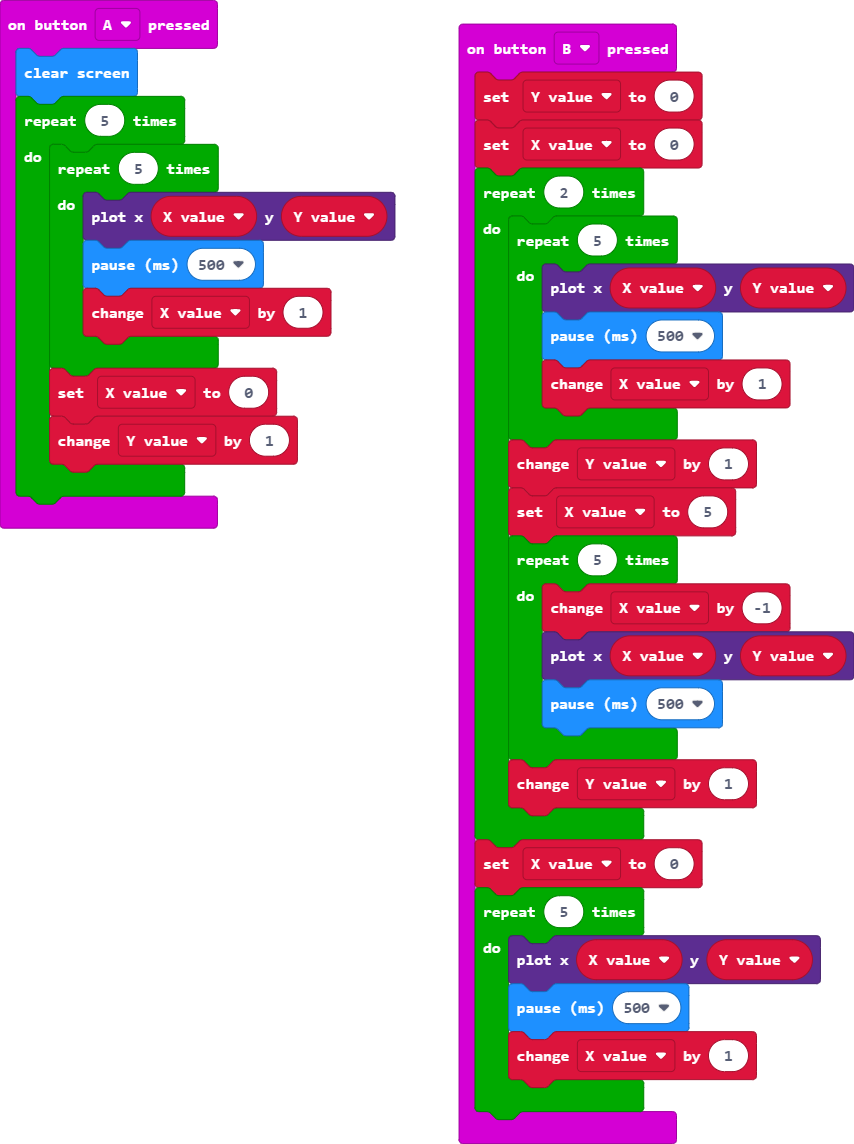 on button A pressed
clear screen
repeat 5 times
do
repeat 5 times
do
plot x X value y Y value
pause (ms) 500
change X value by 1
set X value to 0
change Y value by 1
on button B pressed
set Y value to 0
set X value to 0
repeat 2 times
do
repeat 5 times
do
plot x X value y Y value
pause (ms) 500
change X value by 1
change Y value by 1
set X value to 5
repeat 5 times
do
change X value by -1
plot x X value y Y value
pause (ms) 500
change Y value by 1
set X value to 0
repeat 5 times
do
plot x X value y Y value
pause (ms) 500
change X value by 1